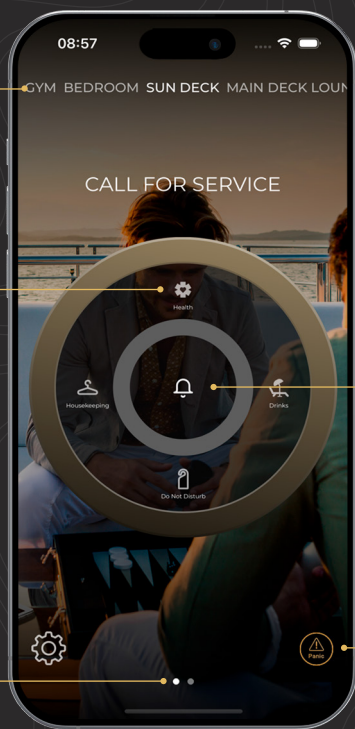 08:57
GYM BEDROOM SUN DECK MAIN DECK LOUN
CALL FOR SERVICE
Health
Housekeeping
Drinks
Do Not Disturb
Panic